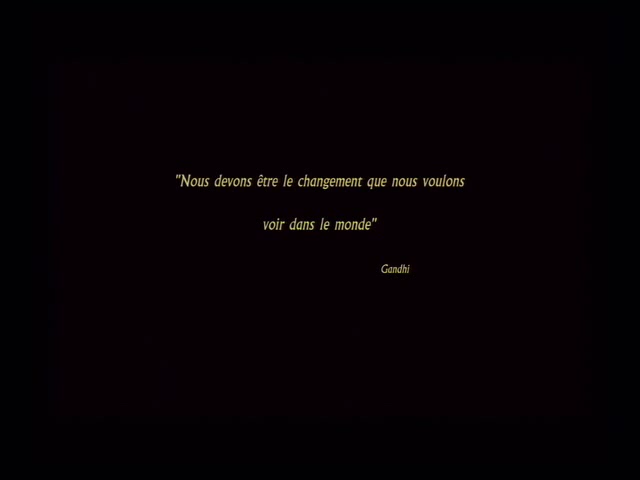 "Nous devons être le changement que nous voulons
voir dans le monde"
Gandhi